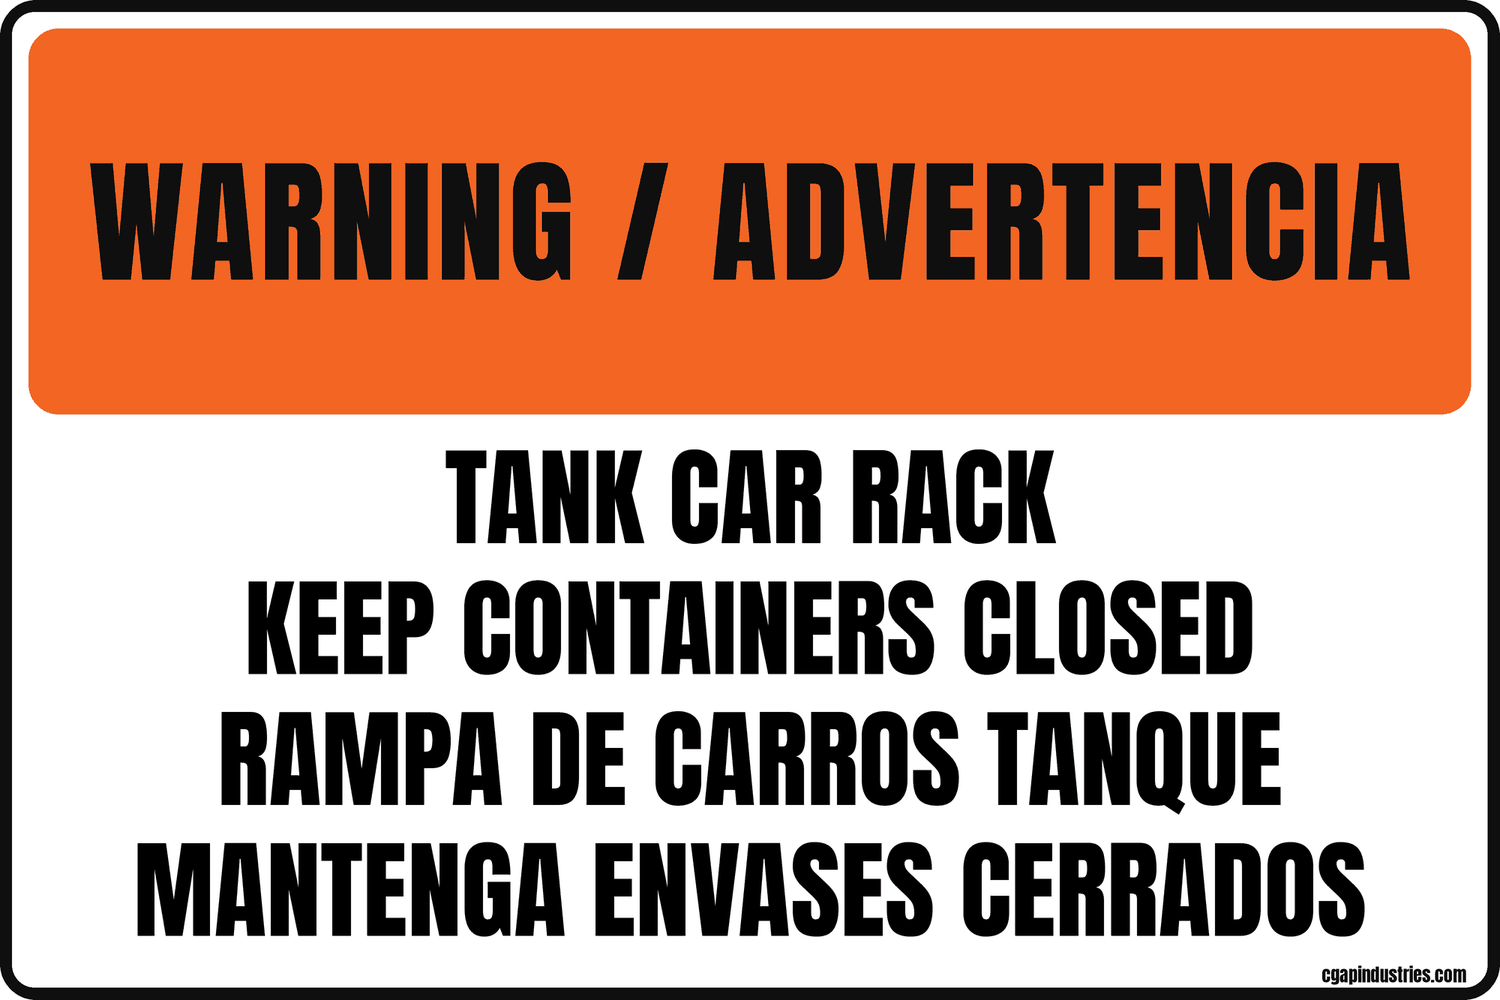 WARNING / ADVERTENCIA
TANK CAR RACK
KEEP CONTAINERS CLOSED
RAMPA DE CARROS TANQUE
MANTENGA ENVASES CERRADOS
cgapindustries.com